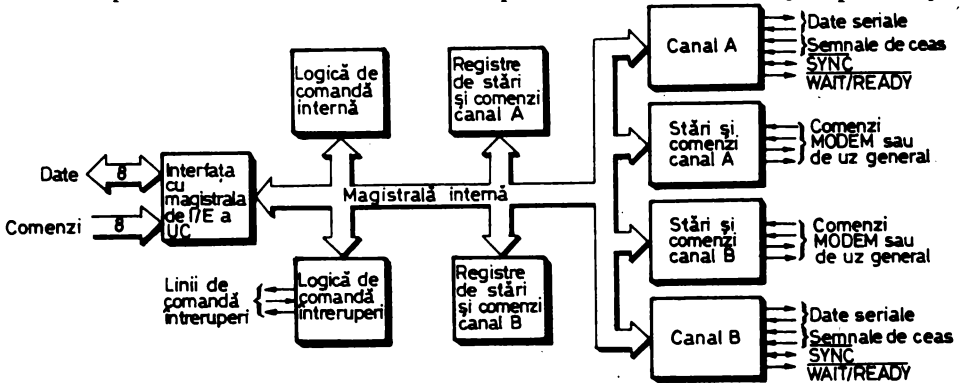 Logică de
comandă
internă
Registre
de stări
și comenzi
canal A
Canal A
Date seriale
Semnale de ceas
SYNC
WAIT/READY
Stări și
comenzi
canal A
Comenzi
MODEM sau
de uz general
Date
8
Interfața
cu
magistrala
de I/E a
UC
Comenzi
8
Magistrală internă
Stări și
comenzi
canal B
Comenzi
MODEM sau
de uz general
Linii de
comandă
întreruperi
Logică de
comandă
întreruperi
Registre
de stări
și comenzi
canal B
Canal B
Date seriale
Semnale de ceas
SYNC
WAIT/READY